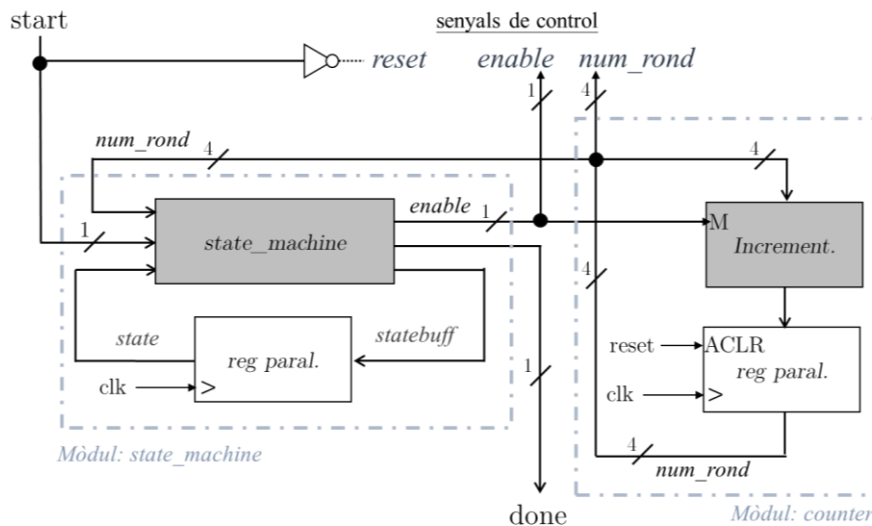 start
senyals de control
reset
enable
num_rond
1
4
num_rond
4
4
enable
1
1
state_machine
M
Increment.
4
state
statebuff
reg paral.
clk
>
1
reset
ACLR
reg paral.
clk
>
4
num_rond
Mòdul: state_machine
done
Mòdul: counter